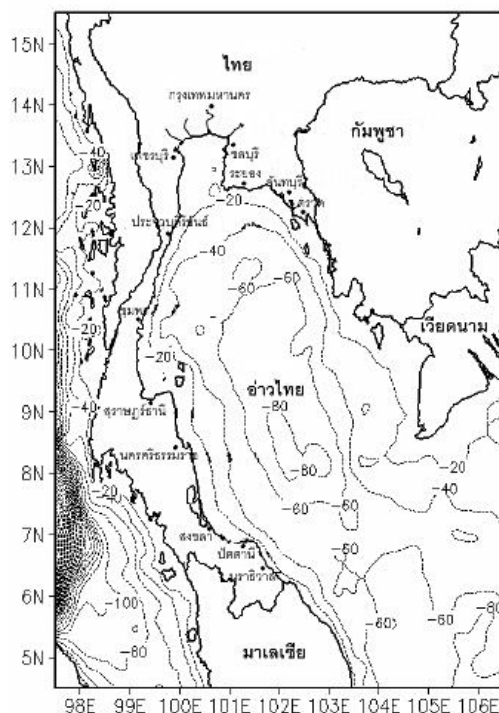 15N
ไทย
กรุงเทพมหานคร
14N
กัมพูชา
เพชรบุรี
ชลบุรี
-40
13N
ระยอง
จันทบุรี
-20
-20
ตราด
12N
ประจวบคีรีขันธ์
-40
-60
-60
11N
ชุมพร
-20
เวียดนาม
10N
-20
อ่าวไทย
-40
สุราษฎร์ธานี
-80
9N
นครศรีธรรมราช
-80
-20
8N
-20
-40
-60
-60
สงขลา
ปัตตานี
7N
-60
นราธิวาส
-100
6N
-60
-80
มาเลเซีย
-80
5N
98E 99E 100E 101E 102E 103E 104E 105E 106E